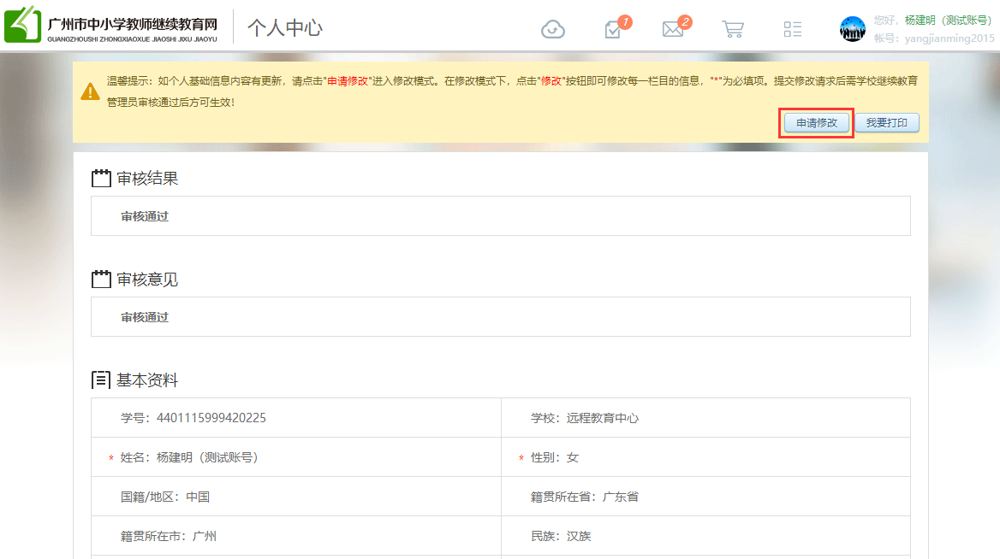 广州市中小学教师继续教育网
GUANGZHOUSHI ZHONGXIAOXUE JIAOSHI JIXU JIAOYU
个人中心
1
2
您好，杨建明（测试账号）
帐号：yangjianming2015
温馨提示：如个人基础信息内容有更新，请点击"申请修改"进入修改模式。在修改模式下，点击"修改"按钮即可修改每一栏目的信息，"*"为必填项。提交修改请求后需学校继续教育
管理员审核通过后方可生效！
申请修改
我要打印
审核结果
审核通过
审核意见
审核通过
基本资料
学号：4401115999420225
学校：远程教育中心
* 姓名：杨建明（测试账号）
* 性别：女
国籍/地区：中国
籍贯所在省：广东省
籍贯所在市：广州
民族：汉族